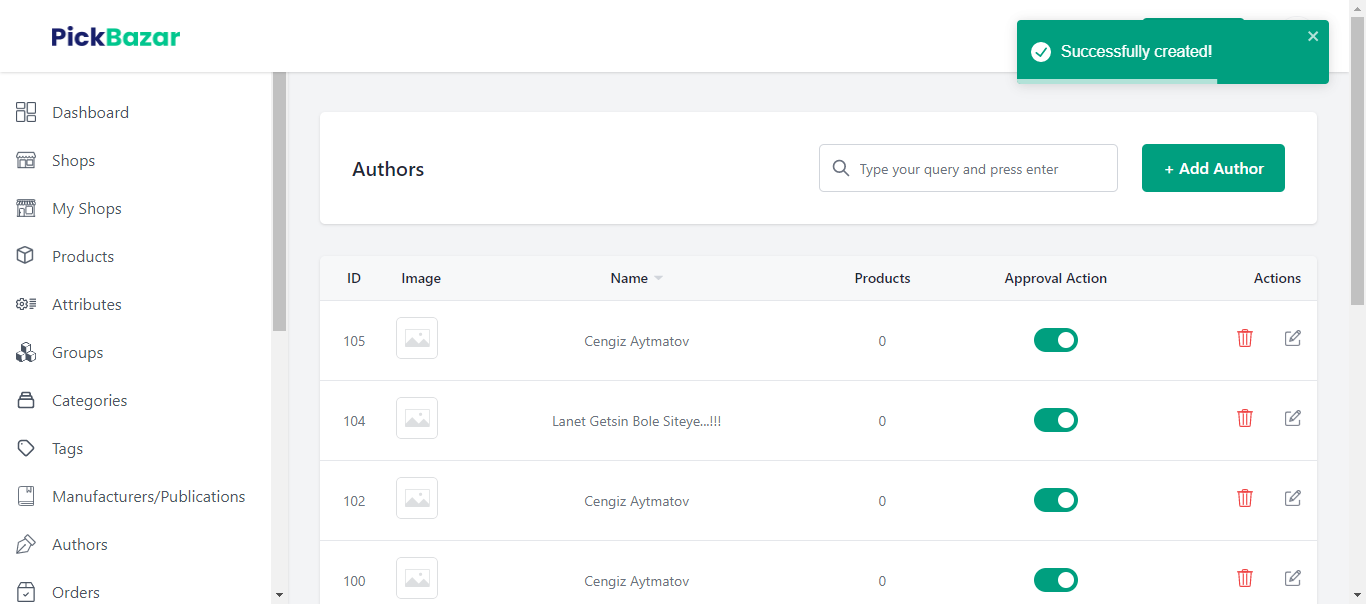 PickBazar
Successfully created!
Dashboard
Shops
My Shops
Products
Attributes
Groups
Categories
Tags
Manufacturers/Publications
Authors
Orders
Authors
Type your query and press enter
+ Add Author
ID Image Name Products Approval Action Actions
105 Cengiz Aytmatov 0
104 Lanet Getsin Bole Siteye...!!! 0
102 Cengiz Aytmatov 0
100 Cengiz Aytmatov 0